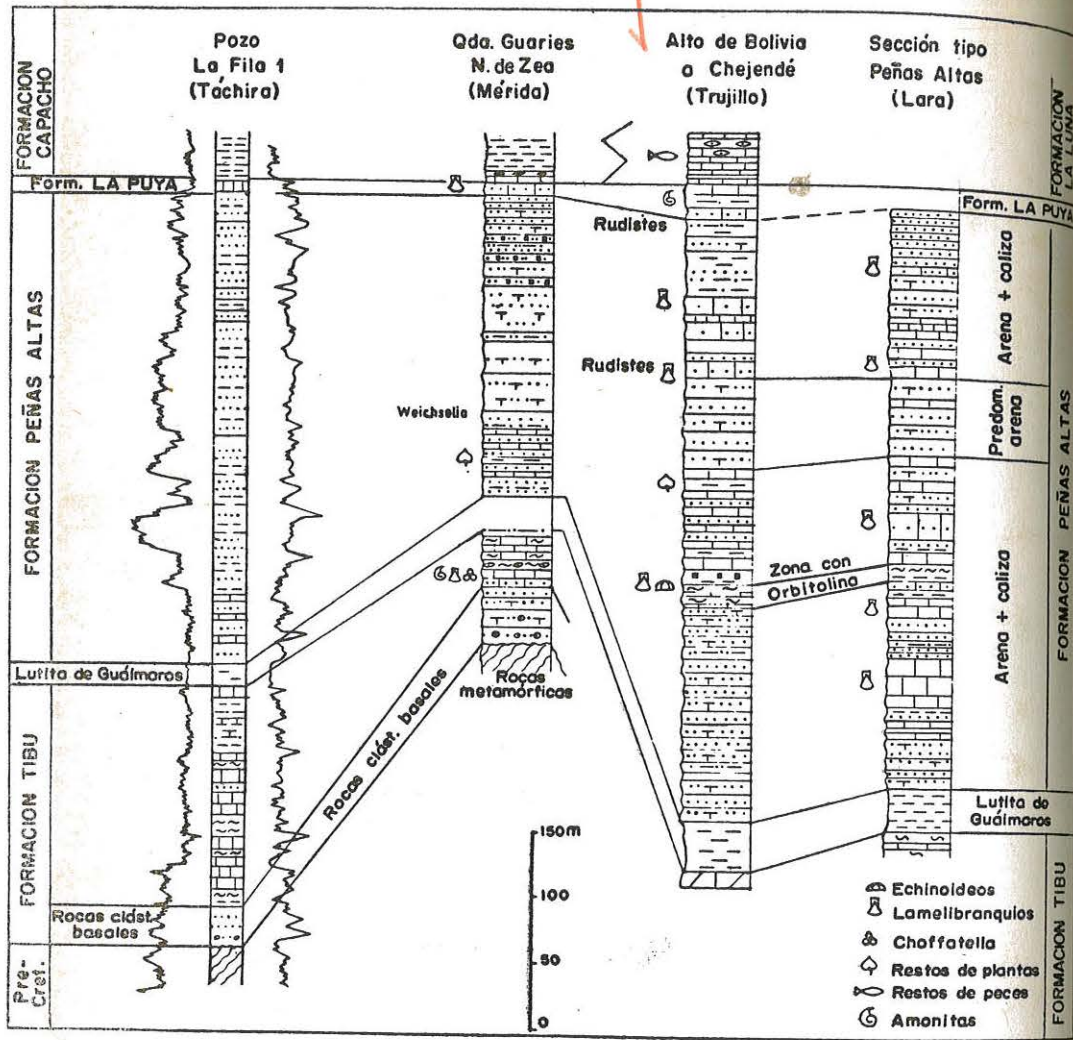 Pozo
La Fila 1
(Táchira)
Qda. Guaries
N. de Zea
(Mérida)
Alto de Bolivia
a Chejendé
(Trujillo)
Sección tipo
Peñas Altas
(Lara)
FORMACION
CAPACHO
Form. LA PUYA
FORMACION PEÑAS ALTAS
Lutita de Guáimaros
FORMACION TIBU
Rocas clást.
basales
Pre-
Cret.
Rocas clást. basales
Weichselia
Rocas
metamórficas
Rudistes
Rudistes
Zona con
Orbitolina
FORMACION
LA LUNA
Form. LA PUYA
Arena + caliza
Predom.
arena
Arena + caliza
FORMACION PEÑAS ALTAS
Lutita de
Guáimaros
FORMACION TIBU
150m
100
50
0
Echinoideos
Lamelibranquios
Choffatella
Restos de plantas
Restos de peces
Amonitas